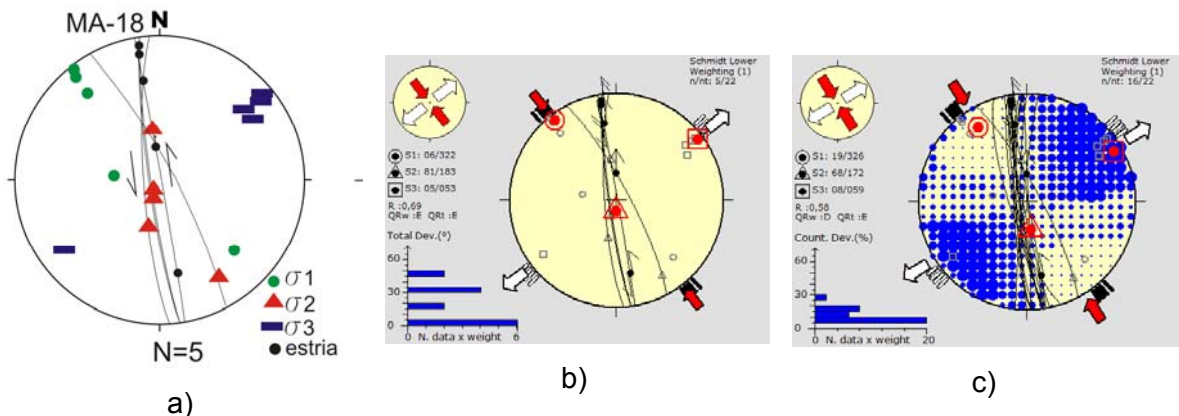 MA-18 N
σ1
σ2
σ3
estria
N=5
a)
Schmidt Lower
Weighting (1)
n/nt: 5/22
S1: 06/322
S2: 81/183
S3: 05/053
R :0,69
QRw :E QRt :E
Total Dev.(°)
60
30
0
0 N. data x weight 6
b)
Schmidt Lower
Weighting (1)
n/nt: 16/22
S1: 19/326
S2: 68/172
S3: 08/059
R :0,58
QRw :D QRt :E
Count. Dev.(%)
60
30
0
0 N. data x weight 20
c)